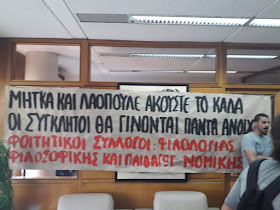 ΜΗΤΚΑ ΚΑΙ ΛΑΟΠΟΥΛΕ ΑΚΟΥΣΤΕ ΤΟ ΚΑΛΑ
ΟΙ ΣΥΓΚΛΗΤΟΙ ΘΑ ΓΙΝΟΝΤΑΙ ΠΑΝΤΑ ΑΝΟΙΧ
ΦΟΙΤΗΤΙΚΟΙ ΣΥΛΛΟΓΟΙ: ΦΙΛΟΛΟΓΙΑΣ
ΦΙΛΟΣΟΦΙΚΗΣ ΚΑΙ ΠΑΙΔΑΓΩΓ. ΝΟΜΙΚΗΣ